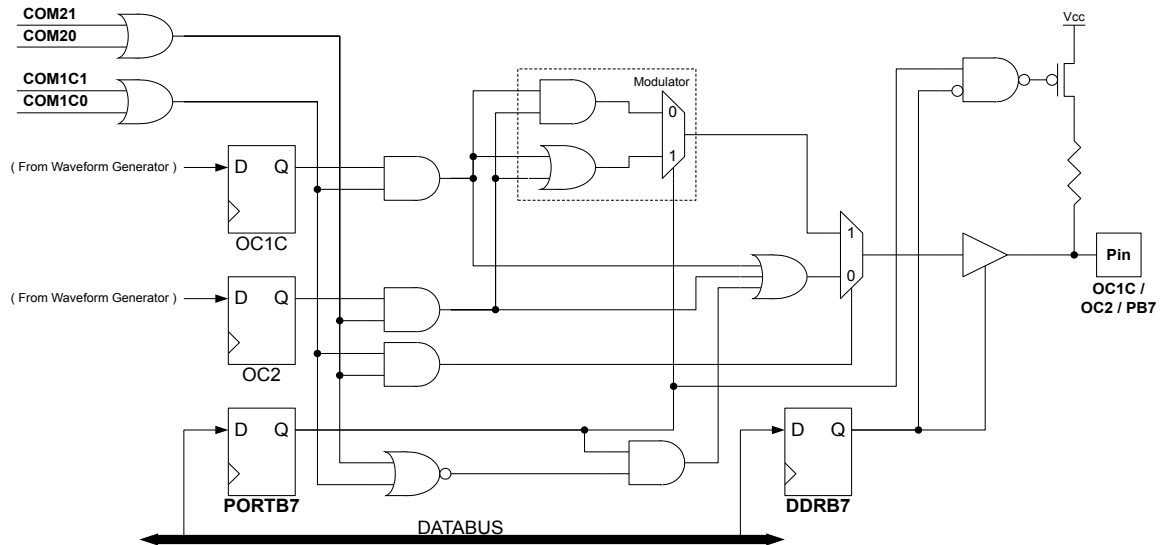 COM21
COM20
COM1C1
COM1C0
Vcc
Modulator
0
1
( From Waveform Generator )
D Q
OC1C
1
0
Pin
OC1C /
OC2 / PB7
( From Waveform Generator )
D Q
OC2
D Q
PORTB7
D Q
DDRB7
DATABUS